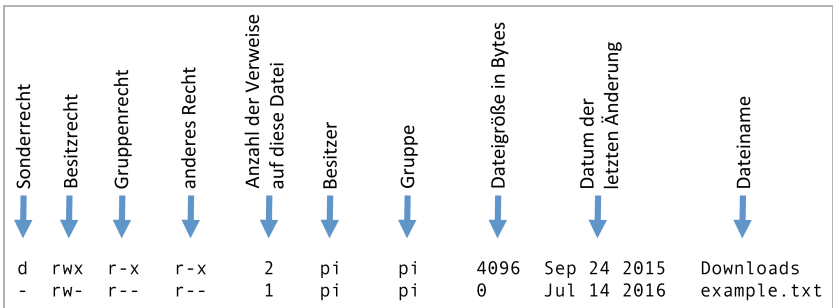 Sonderrecht
Besitzrecht
Gruppenrecht
anderes Recht
Anzahl der Verweise
auf diese Datei
Besitzer
Gruppe
Dateigröße in Bytes
Datum der
letzten Änderung
Dateiname
d rwx r-x r-x 2 pi pi 4096 Sep 24 2015 Downloads
- rw- r-- r-- 1 pi pi 0 Jul 14 2016 example.txt